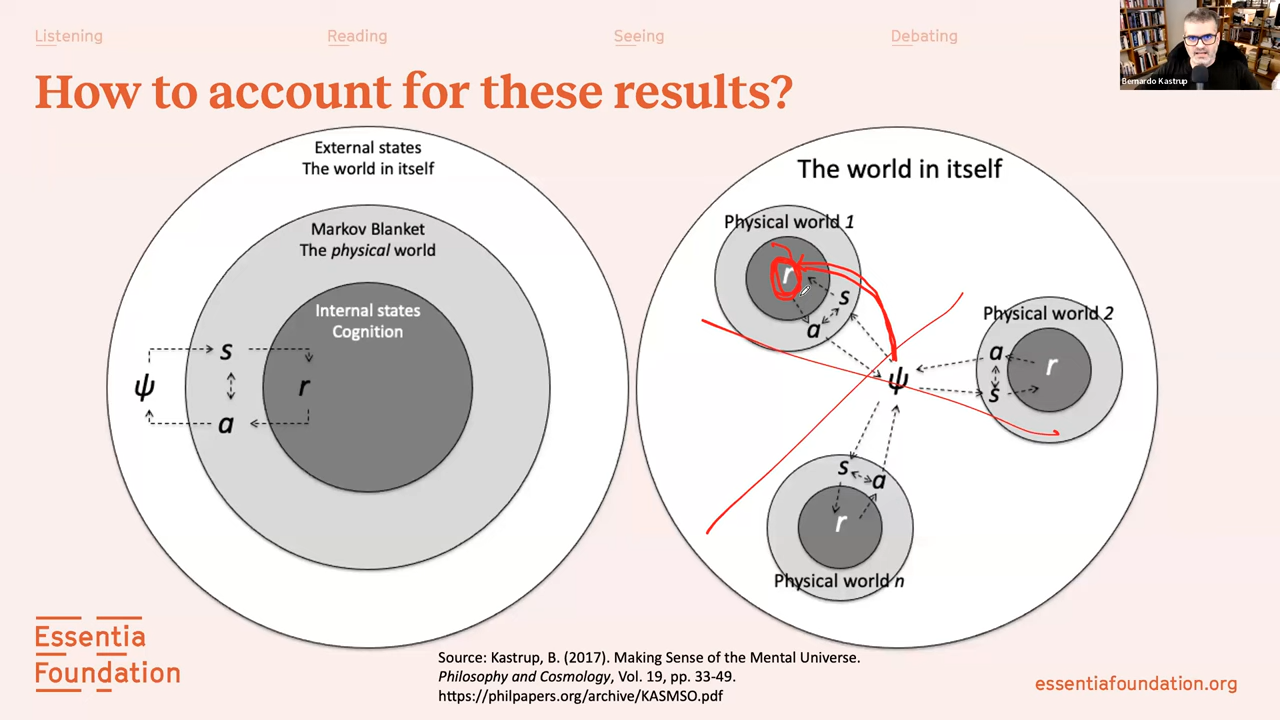 Listening
Reading
Seeing
Debating
Bernardo Kastrup
How to account for these results?
External states
The world in itself
Markov Blanket
The physical world
Internal states
Cognition
ψ
s
a
r
The world in itself
Physical world 1
r
s
a
Physical world 2
a
s
r
ψ
s
a
r
Physical world n
Essentia
Foundation
Source: Kastrup, B. (2017). Making Sense of the Mental Universe.
Philosophy and Cosmology, Vol. 19, pp. 33-49.
https://philpapers.org/archive/KASMSO.pdf
essentiafoundation.org